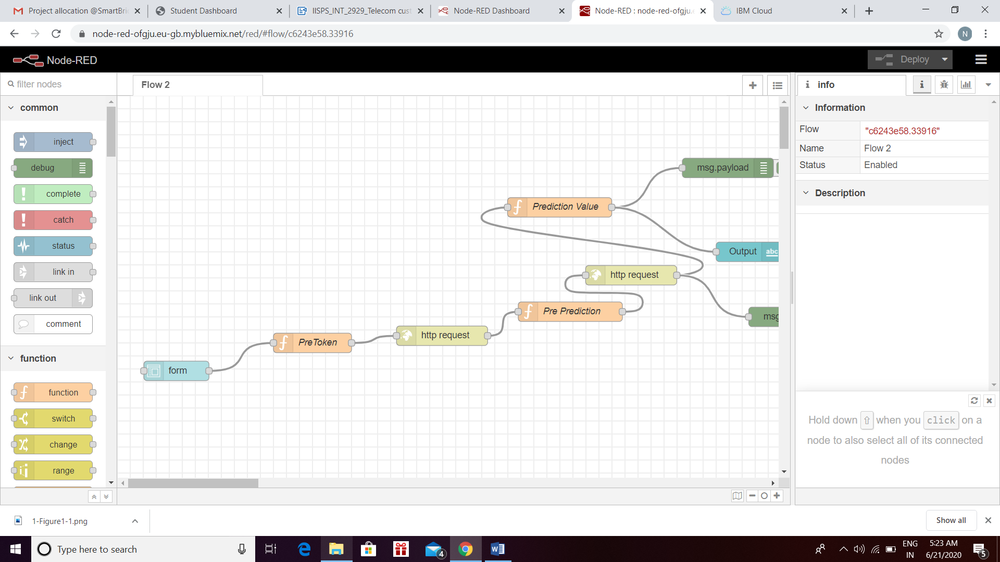 Project allocation @SmartBri
Student Dashboard
IISPS_INT_2929_Telecom cust
Node-RED Dashboard
Node-RED : node-red-ofgju.e
IBM Cloud
node-red-ofgju.eu-gb.mybluemix.net/red/#flow/c6243e58.33916
N
Node-RED
Deploy
filter nodes
Flow 2
info
common
inject
debug
complete
catch
status
link in
link out
comment
function
function
switch
change
range
msg.payload
Prediction Value
Output
abc
http request
Pre Prediction
msg
http request
PreToken
form
Information
Flow "c6243e58.33916"
Name Flow 2
Status Enabled
Description
Hold down ⇧ when you click on a
node to also select all of its connected
nodes
1-Figure1-1.png
Show all
Type here to search
4
ENG
IN
5:23 AM
6/21/2020
5